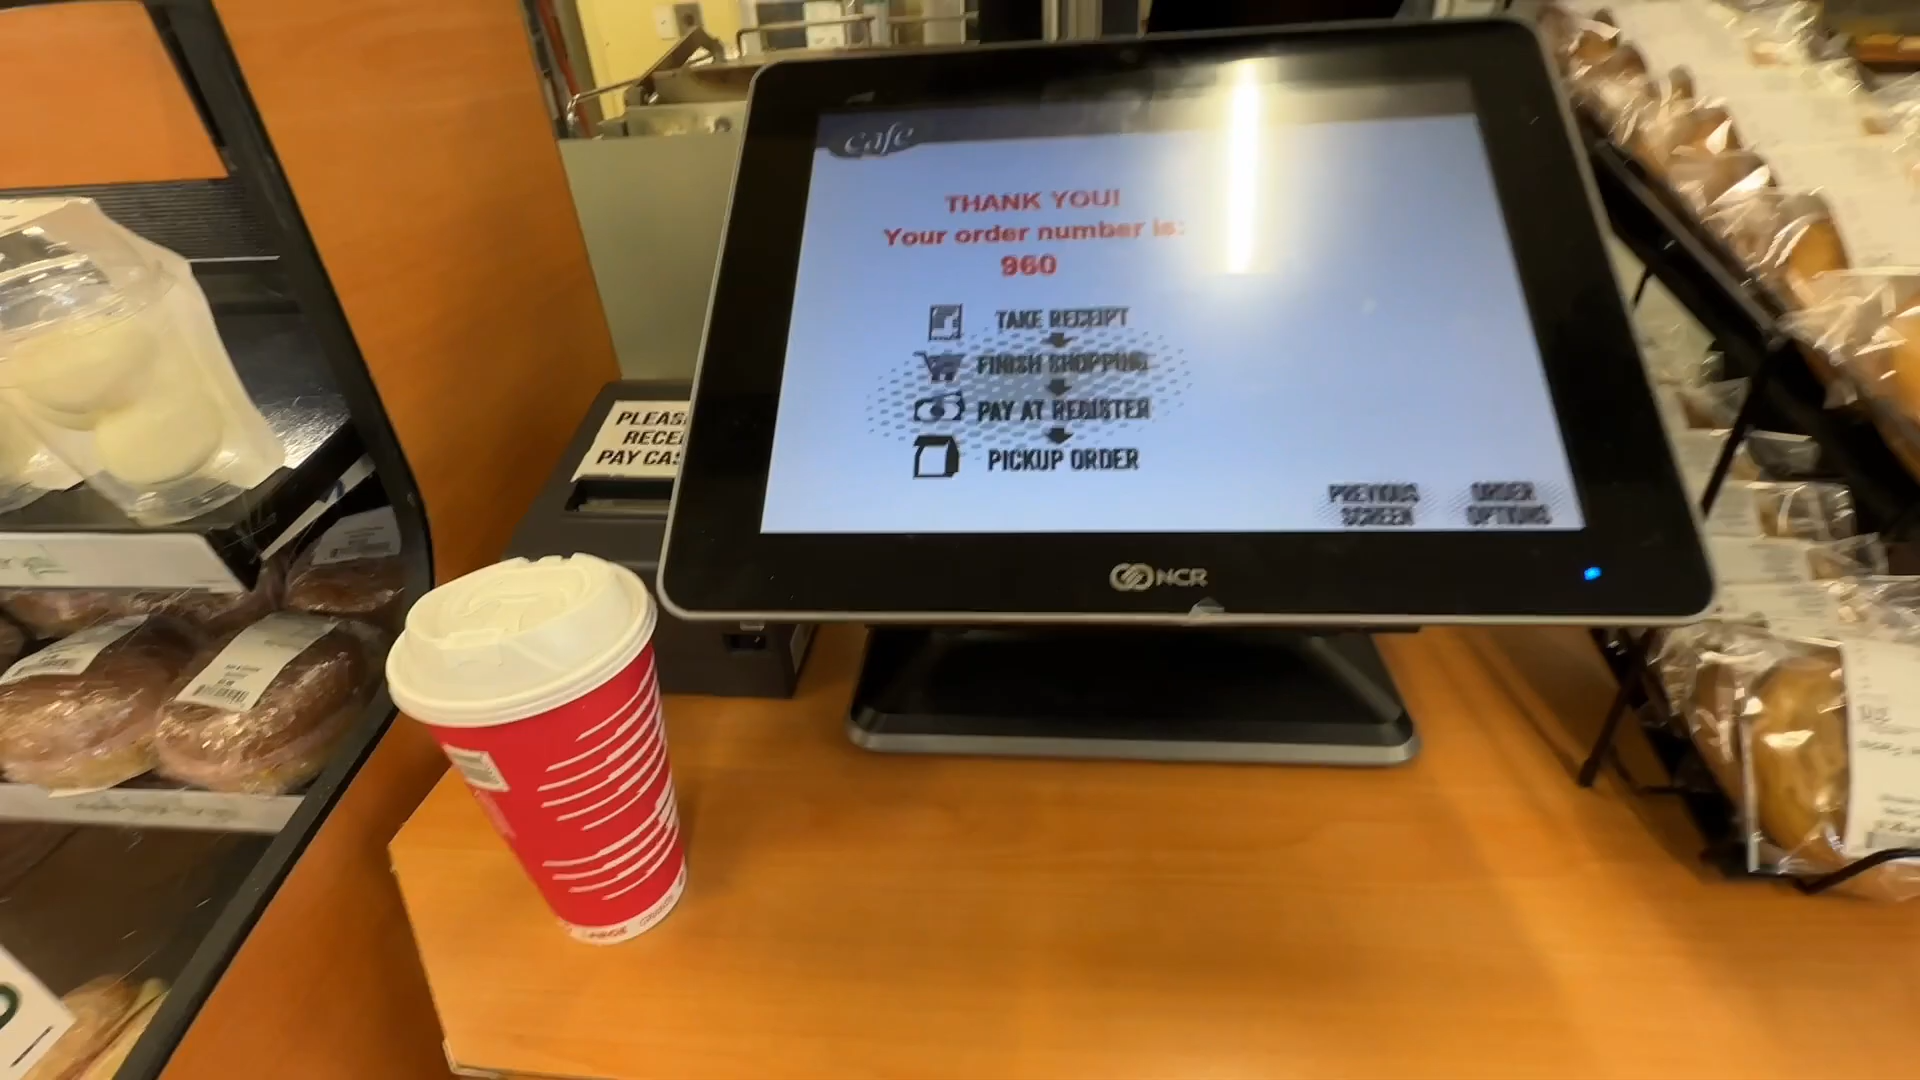 cafe
THANK YOU!
Your order number is:
960
TAKE RECEIPT
FINISH SHOPPING
PAY AT REGISTER
PICKUP ORDER
PREVIOUS
SCREEN
ORDER
OPTIONS
NCR
PLEAS
RECE
PAY CAS